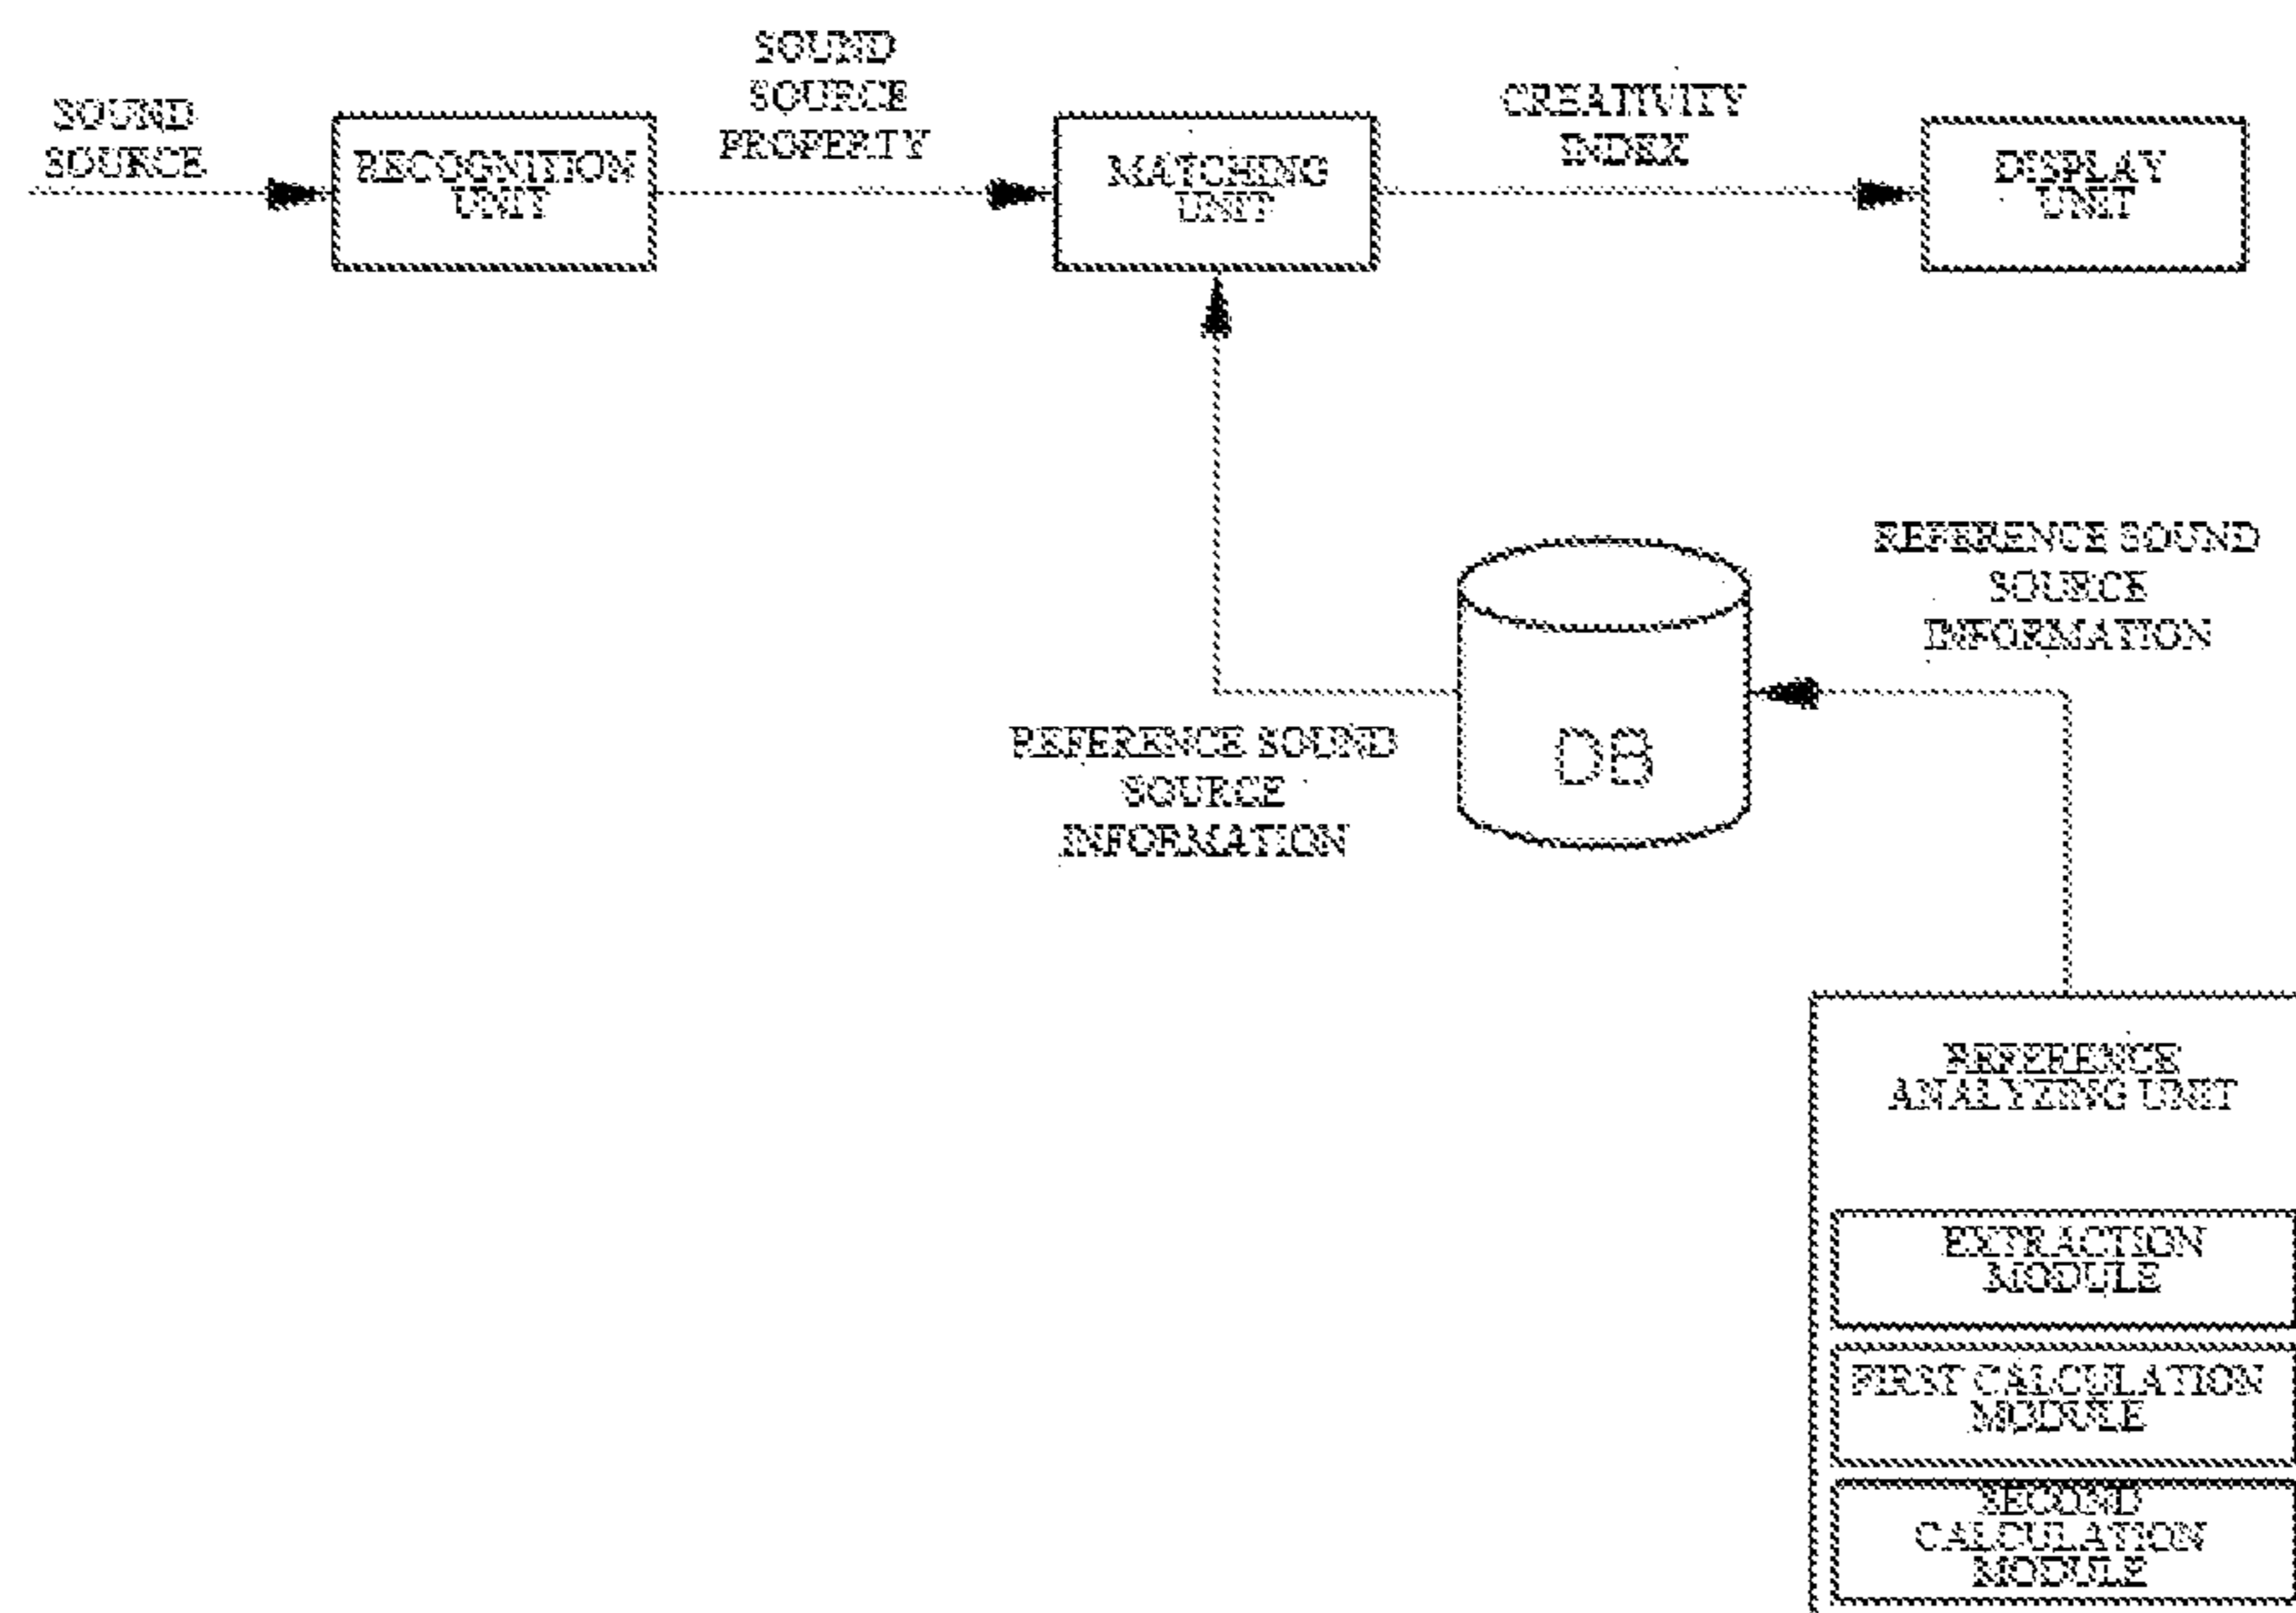 SOUND
SOURCE
RECOGNITION
UNIT
SOUND
SOURCE
PROPERTY
MATCHING
UNIT
CREATIVITY
INDEX
DISPLAY
UNIT
REFERENCE SOUND
SOURCE
INFORMATION
DB
REFERENCE SOUND
SOURCE
INFORMATION
REFERENCE
ANALYZING UNIT
EXTRACTION
MODULE
FIRST CALCULATION
MODULE
SECOND
CALCULATION
MODULE